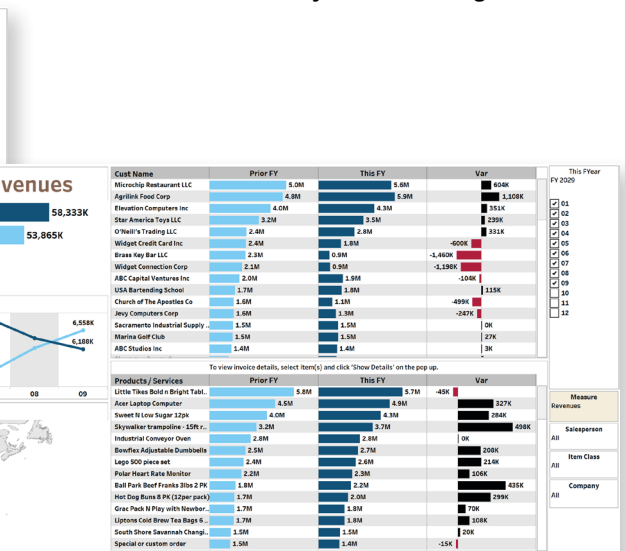 venues
58,333K
53,865K
6,558K
6,188K
08 09
Cust Name Prior FY This FY Var
Microchip Restaurant LLC 5.0M 5.6M 604K
Agrilink Food Corp 4.8M 5.9M 1,108K
Elevation Computers Inc 4.0M 4.3M 351K
Star America Toys LLC 3.2M 3.5M 239K
O'Neill's Trading LLC 2.4M 2.8M 331K
Widget Credit Card Inc 2.4M 1.8M -600K
Brass Key Bar LLC 2.3M 0.9M -1,460K
Widget Connection Corp 2.1M 0.9M -1,198K
ABC Capital Ventures Inc 2.0M 1.9M -104K
USA Bartending School 1.7M 1.8M 115K
Church of The Apostles Co 1.6M 1.1M -499K
Jevy Computers Corp 1.6M 1.3M -247K
Sacramento Industrial Supply .. 1.5M 1.5M 0K
Marina Golf Club 1.5M 1.5M 27K
ABC Studios Inc 1.4M 1.4M 3K
To view invoice details, select item(s) and click 'Show Details' on the pop up.
Products / Services Prior FY This FY Var
Little Tikes Bold n Bright Tabl.. 5.8M 5.7M -45K
Acer Laptop Computer 4.5M 4.9M 327K
Sweet N Low Sugar 12pk 4.0M 4.3M 284K
Skywalker trampoline - 15ft r.. 3.2M 3.7M 498K
Industrial Conveyor Oven 2.8M 2.8M 0K
Bowflex Adjustable Dumbbells 2.5M 2.7M 208K
Lego 500 piece set 2.4M 2.6M 214K
Polar Heart Rate Monitor 2.2M 2.3M 106K
Ball Park Beef Franks 3lbs 2 PK 1.8M 2.2M 435K
Hot Dog Buns 8 PK (12per pack) 1.7M 2.0M 299K
Grac Pack N Play with Newbor.. 1.7M 1.8M 70K
Liptons Cold Brew Tea Bags 6 .. 1.7M 1.8M 108K
South Shore Savannah Changi.. 1.5M 1.5M 20K
Special or custom order 1.5M 1.4M -15K
This FYear
FY 2029
01
02
03
04
05
06
07
08
09
10
11
12
Measure
Revenues
Salesperson
All
Item Class
All
Company
All